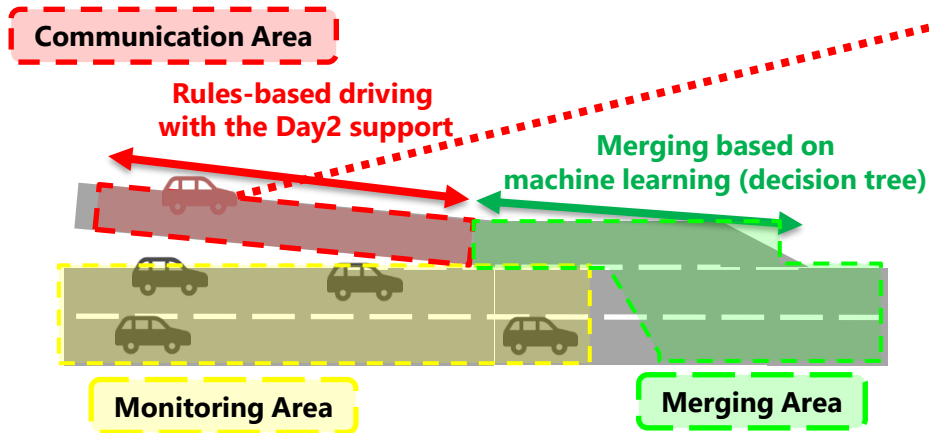 Communication Area
Rules-based driving
with the Day2 support
Merging based on
machine learning (decision tree)
Monitoring Area
Merging Area